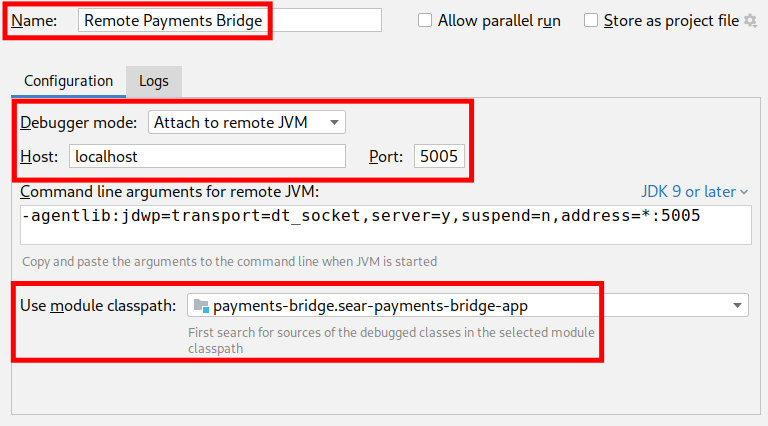 Name: Remote Payments Bridge Allow parallel run Store as project file
Configuration Logs
Debugger mode: Attach to remote JVM
Host: localhost Port: 5005
Command line arguments for remote JVM: JDK 9 or later
-agentlib:jdwp=transport=dt_socket,server=y,suspend=n,address=*:5005
Copy and paste the arguments to the command line when JVM is started
Use module classpath: payments-bridge.sear-payments-bridge-app
First search for sources of the debugged classes in the selected module
classpath